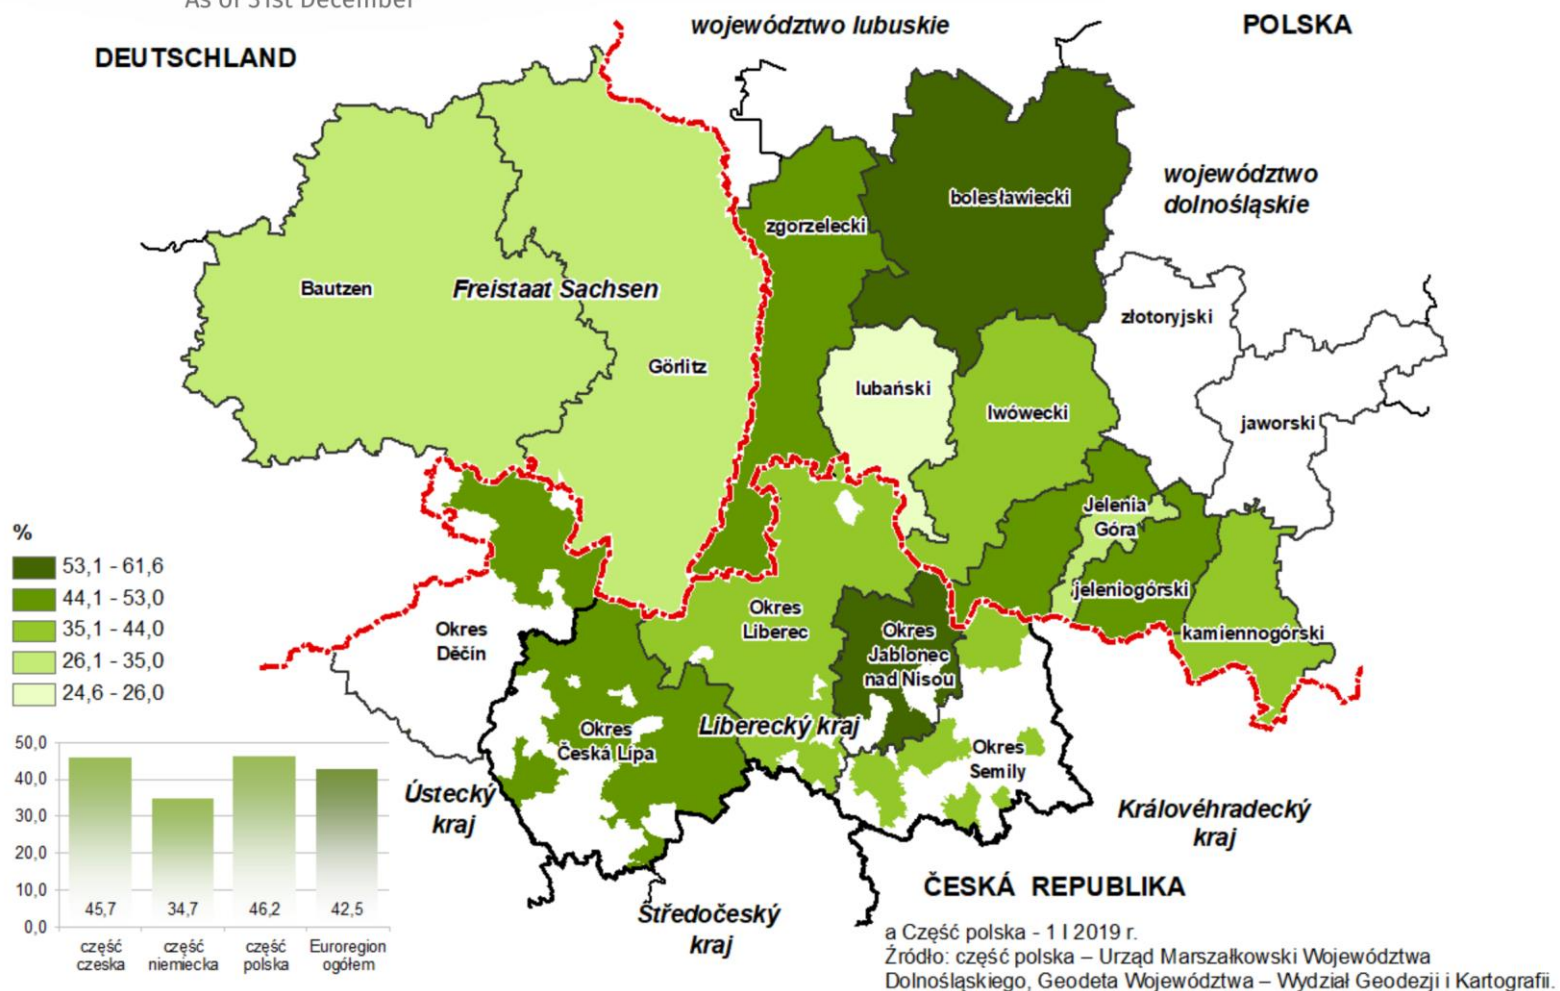 As of 31st December
województwo lubuskie
POLSKA
DEUTSCHLAND
województwo
dolnośląskie
bolesławiecki
zgorzelecki
Bautzen
Freistaat Sachsen
złotoryjski
Görlitz
lubański
lwówecki
jaworski
Jelenia
Góra
jeleniogórski
kamiennogórski
Okres
Liberec
Okres
Děčín
Okres
Jablonec
nad Nisou
Liberecký kraj
Okres
Česká Lípa
Okres
Semily
Ústecký
kraj
Královéhradecký
kraj
Středočeský
kraj
ČESKÁ REPUBLIKA
%
53,1 - 61,6
44,1 - 53,0
35,1 - 44,0
26,1 - 35,0
24,6 - 26,0
50,0
40,0
30,0
20,0
10,0
0,0
45,7
34,7
46,2
42,5
część
czeska
część
niemiecka
część
polska
Euroregion
ogółem
a Część polska - 1 I 2019 r.
Źródło: część polska – Urząd Marszałkowski Województwa
Dolnośląskiego, Geodeta Województwa – Wydział Geodezji i Kartografii.